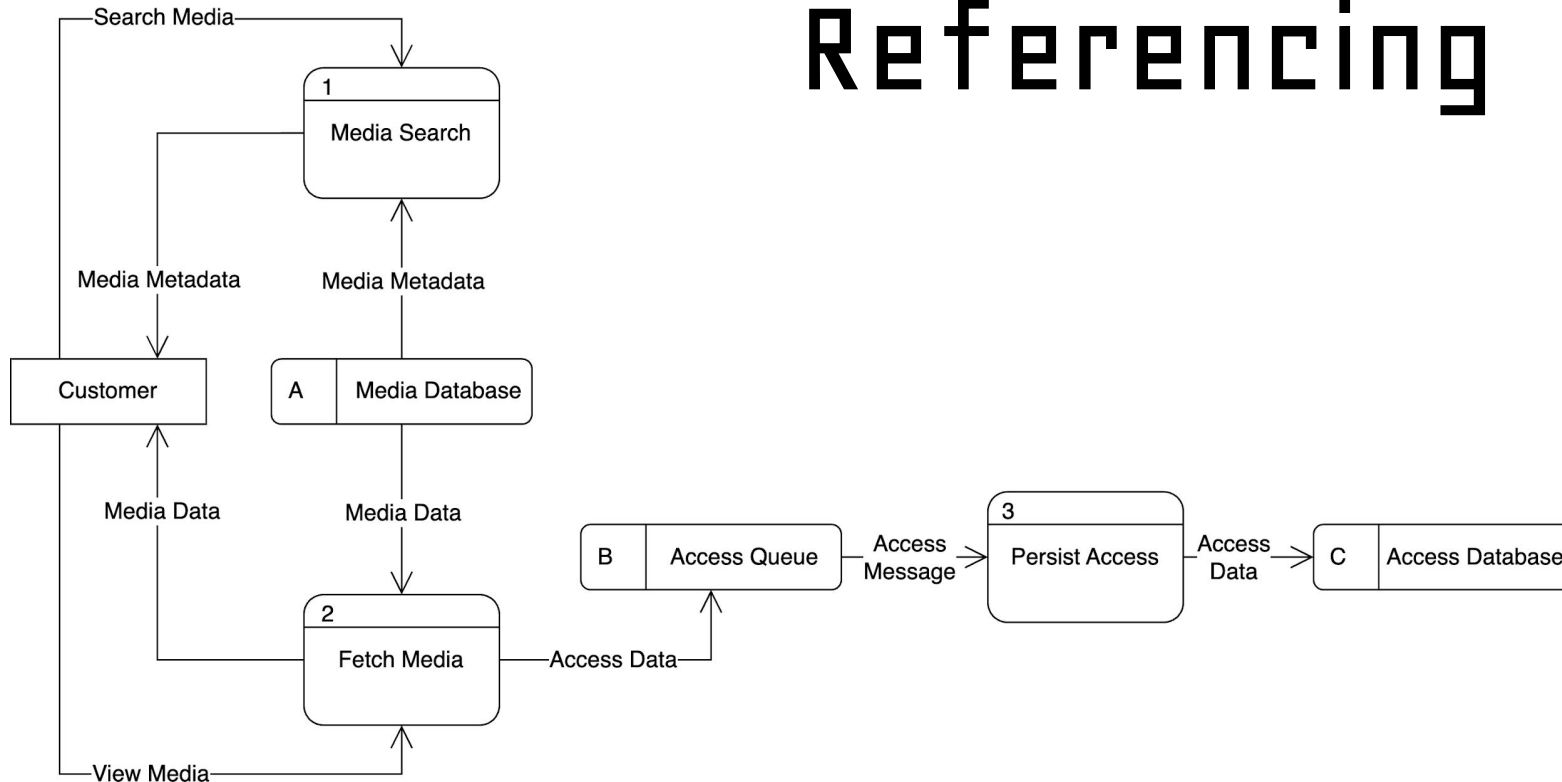 Referencing
Search Media
1
Media Search
Media Metadata
Media Metadata
Customer
A
Media Database
Media Data
Media Data
2
Fetch Media
Access Data
View Media
B
Access Queue
Access
Message
3
Persist Access
Access
Data
C
Access Database